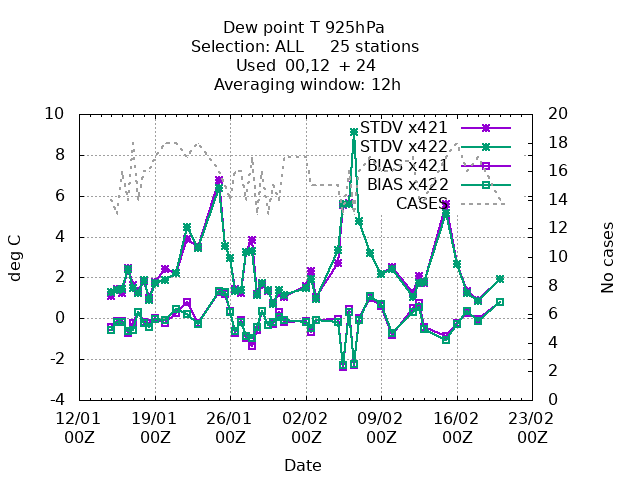 Dew point T 925hPa
Selection: ALL     25 stations
Used  00,12  + 24
Averaging window: 12h
STDV x421
STDV x422
BIAS x421
BIAS x422
CASES
deg C
10
8
6
4
2
0
-2
-4
No cases
20
18
16
14
12
10
8
6
4
2
0
12/01 19/01 26/01 02/02 09/02 16/02 23/02
00Z 00Z 00Z 00Z 00Z 00Z 00Z
Date